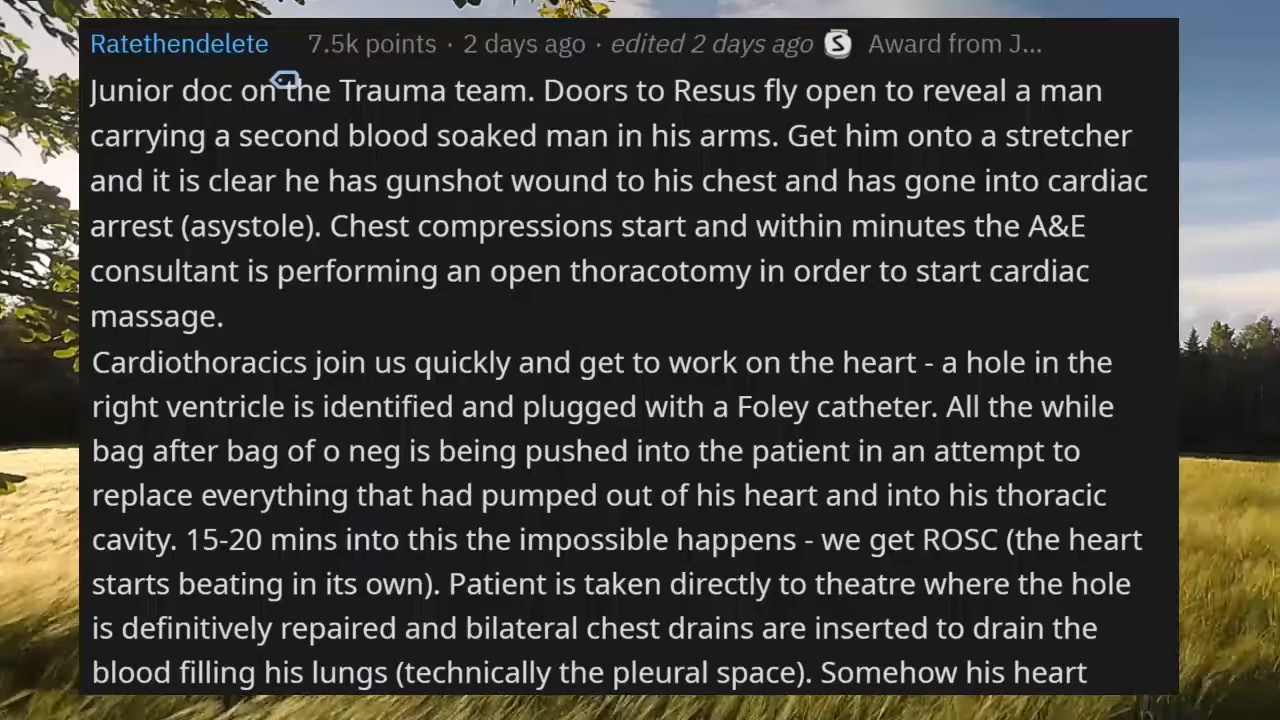 Ratethendelete 7.5k points · 2 days ago · edited 2 days ago S Award from J...
Junior doc on the Trauma team. Doors to Resus fly open to reveal a man
carrying a second blood soaked man in his arms. Get him onto a stretcher
and it is clear he has gunshot wound to his chest and has gone into cardiac
arrest (asystole). Chest compressions start and within minutes the A&E
consultant is performing an open thoracotomy in order to start cardiac
massage.
Cardiothoracics join us quickly and get to work on the heart - a hole in the
right ventricle is identified and plugged with a Foley catheter. All the while
bag after bag of o neg is being pushed into the patient in an attempt to
replace everything that had pumped out of his heart and into his thoracic
cavity. 15-20 mins into this the impossible happens - we get ROSC (the heart
starts beating in its own). Patient is taken directly to theatre where the hole
is definitively repaired and bilateral chest drains are inserted to drain the
blood filling his lungs (technically the pleural space). Somehow his heart